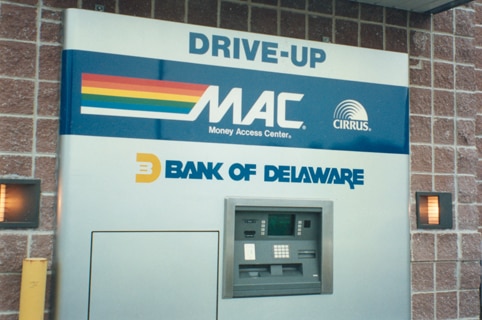 DRIVE-UP
MAC®
Money Access Center®
CIRRUS®
B BANK OF DELAWARE